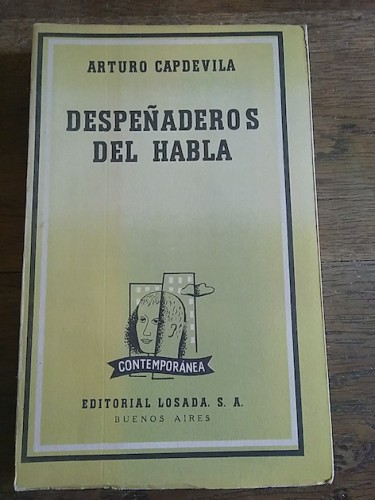 ARTURO CAPDEVILA
DESPEÑADEROS
DEL HABLA
CONTEMPORÁNEA
EDITORIAL LOSADA. S. A.
BUENOS AIRES